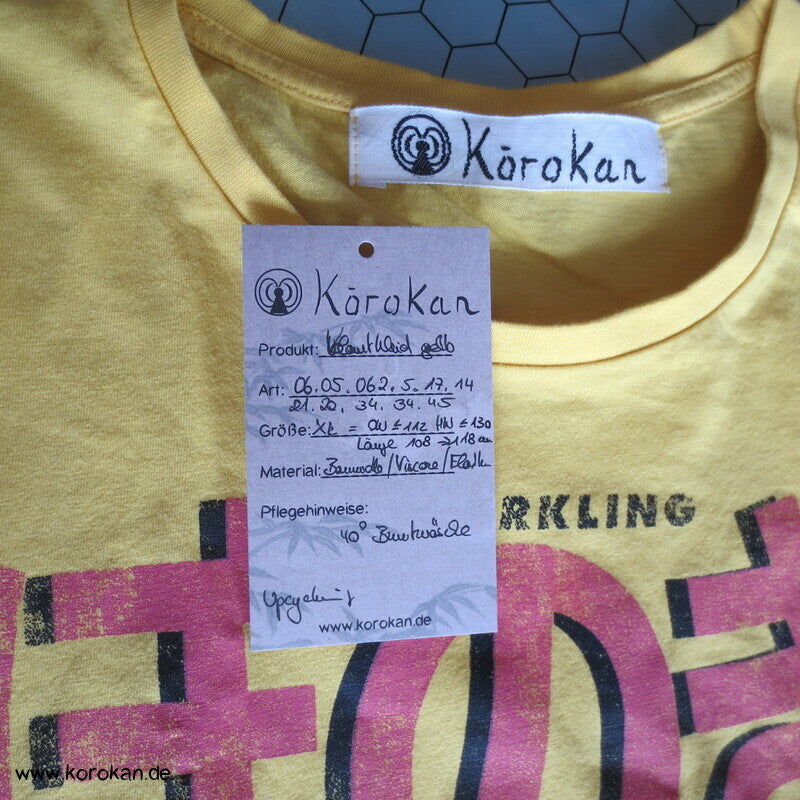 Kōrokan
Kōrokan
Produkt: gelb
Art: 06.05.062.5.17.14
21.20.34.34.45
Größe: XL = OW ≤ 112 HW ≤ 130
Länge 108 → 118 cm
Material: Baumwolle/Viscose/Elasthan
Pflegehinweise:
40° Buntwäsche
Upcycling
www.korokan.de
RKLING
www.korokan.de